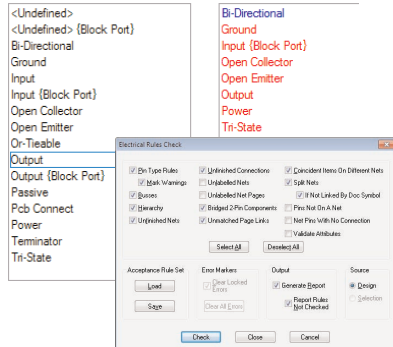 <Undefined>
<Undefined> {Block Port}
Bi-Directional
Ground
Input
Input {Block Port}
Open Collector
Open Emitter
Or-Tieable
Output
Output {Block Port}
Passive
Pcb Connect
Power
Terminator
Tri-State
Bi-Directional
Ground
Input {Block Port}
Open Collector
Open Emitter
Output
Power
Tri-State
Electrical Rules Check
Pin Type Rules
Mark Warnings
Busses
Hierarchy
Unfinished Nets
Unfinished Connections
Unlabelled Nets
Unlabelled Net Pages
Bridged 2-Pin Components
Unmatched Page Links
Coincident Items On Different Nets
Split Nets
If Not Linked By Doc Symbol
Pins Not On A Net
Net Pins With No Connection
Validate Attributes
Select All
Deselect All
Acceptance Rule Set
Load
Save
Error Markers
Clear Locked Errors
Clear All Errors
Output
Generate Report
Report Rules Not Checked
Source
Design
Selection
Check
Close
Cancel